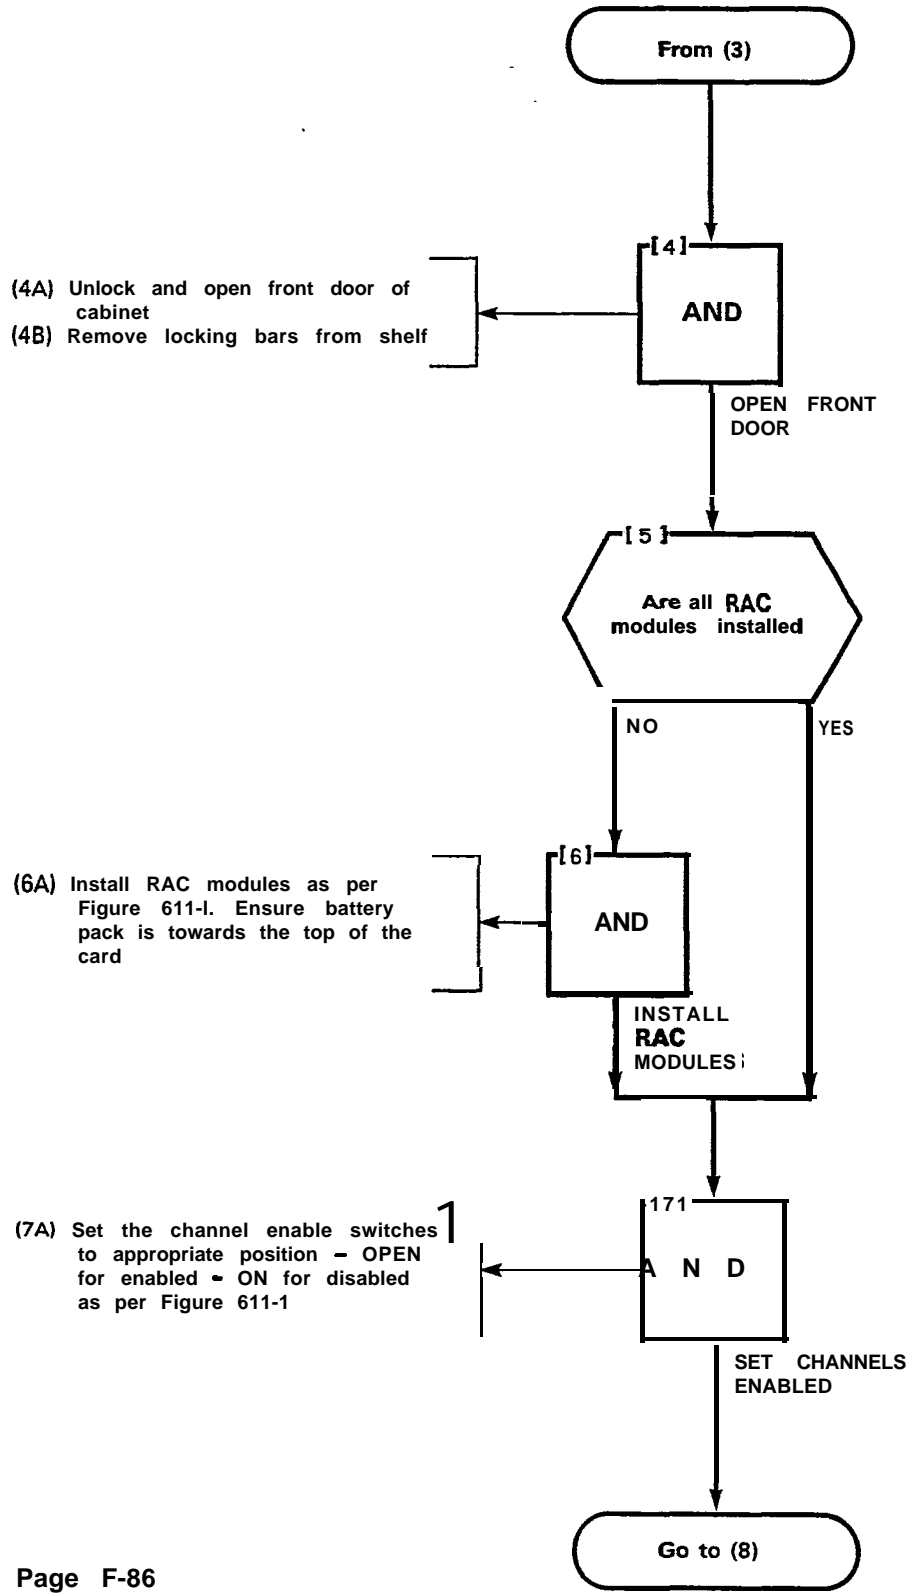 From (3)
[4]
(4A) Unlock and open front door of
cabinet
(4B) Remove locking bars from shelf
AND
OPEN FRONT
DOOR
[5]
Are all RAC
modules installed
NO
YES
[6]
(6A) Install RAC modules as per
Figure 611-l. Ensure battery
pack is towards the top of the
card
AND
INSTALL
RAC
MODULES
171
(7A) Set the channel enable switches
to appropriate position - OPEN
for enabled - ON for disabled
as per Figure 611-1
A N D
SET CHANNELS
ENABLED
Go to (8)
Page F-86